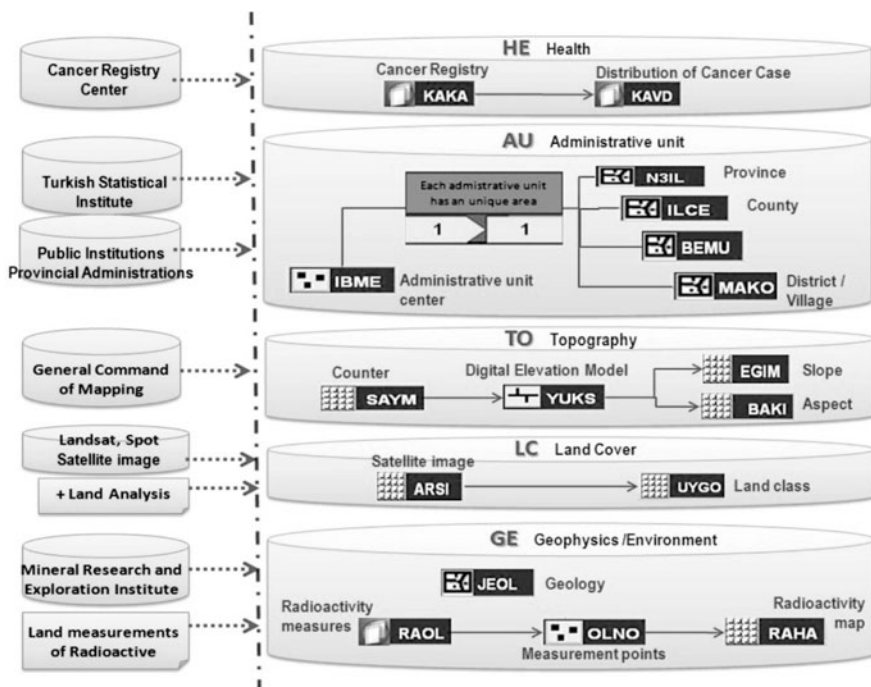 HE Health
Cancer Registry
Center
Cancer Registry
KAKA
Distribution of Cancer Case
KAVD
AU Administrative unit
Turkish Statistical
Institute
Public Institutions
Provincial Administrations
Each admistrative unit
has an unique area
1 1
IBME
Administrative unit
center
N3IL
Province
ILCE
County
BEMU
MAKO
District /
Village
TO Topography
General Command
of Mapping
Counter
SAYM
Digital Elevation Model
YUKS
EGIM
Slope
BAKI
Aspect
LC Land Cover
Landsat, Spot
Satellite image
+ Land Analysis
Satellite image
ARSI
UYGO
Land class
GE Geophysics /Environment
Mineral Research and
Exploration Institute
Land measurements
of Radioactive
JEOL
Geology
Radioactivity
measures
RAOL
OLNO
Measurement points
Radioactivity
map
RAHA